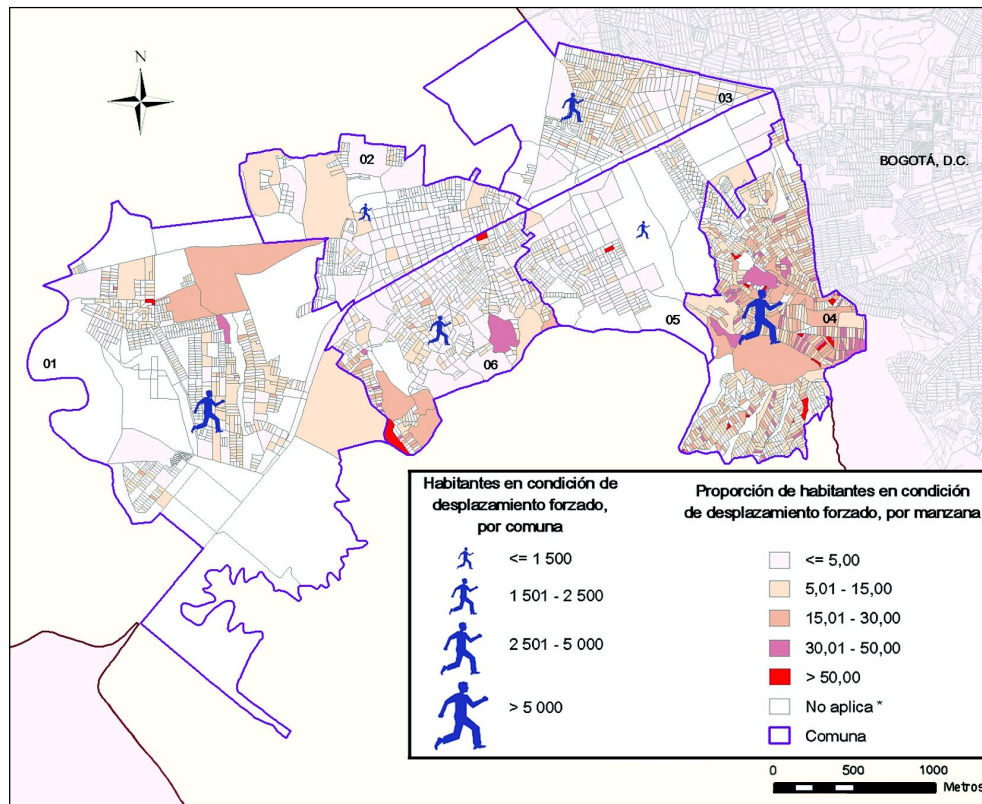 N
03
02
BOGOTÁ, D.C.
04
05
01
06
Habitantes en condición de
desplazamiento forzado,
por comuna
<= 1 500
1 501 - 2 500
2 501 - 5 000
> 5 000
Proporción de habitantes en condición
de desplazamiento forzado, por manzana
<= 5,00
5,01 - 15,00
15,01 - 30,00
30,01 - 50,00
> 50,00
No aplica *
Comuna
0 500 1000
Metros